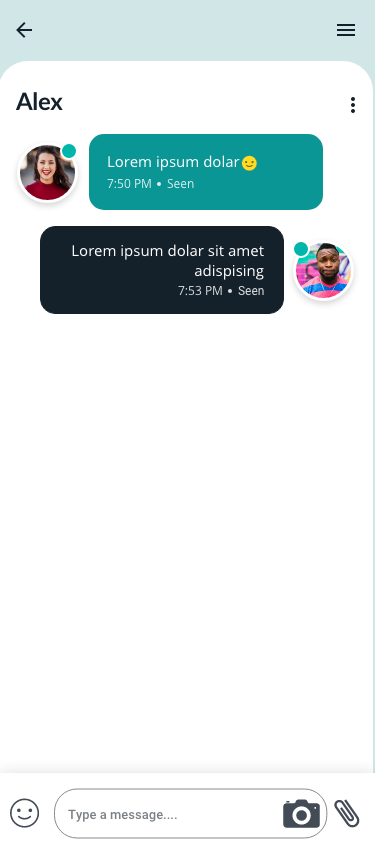 Alex
Lorem ipsum dolar😉
7:50 PM • Seen
Lorem ipsum dolar sit amet
adispising
7:53 PM • Seen
Type a message....